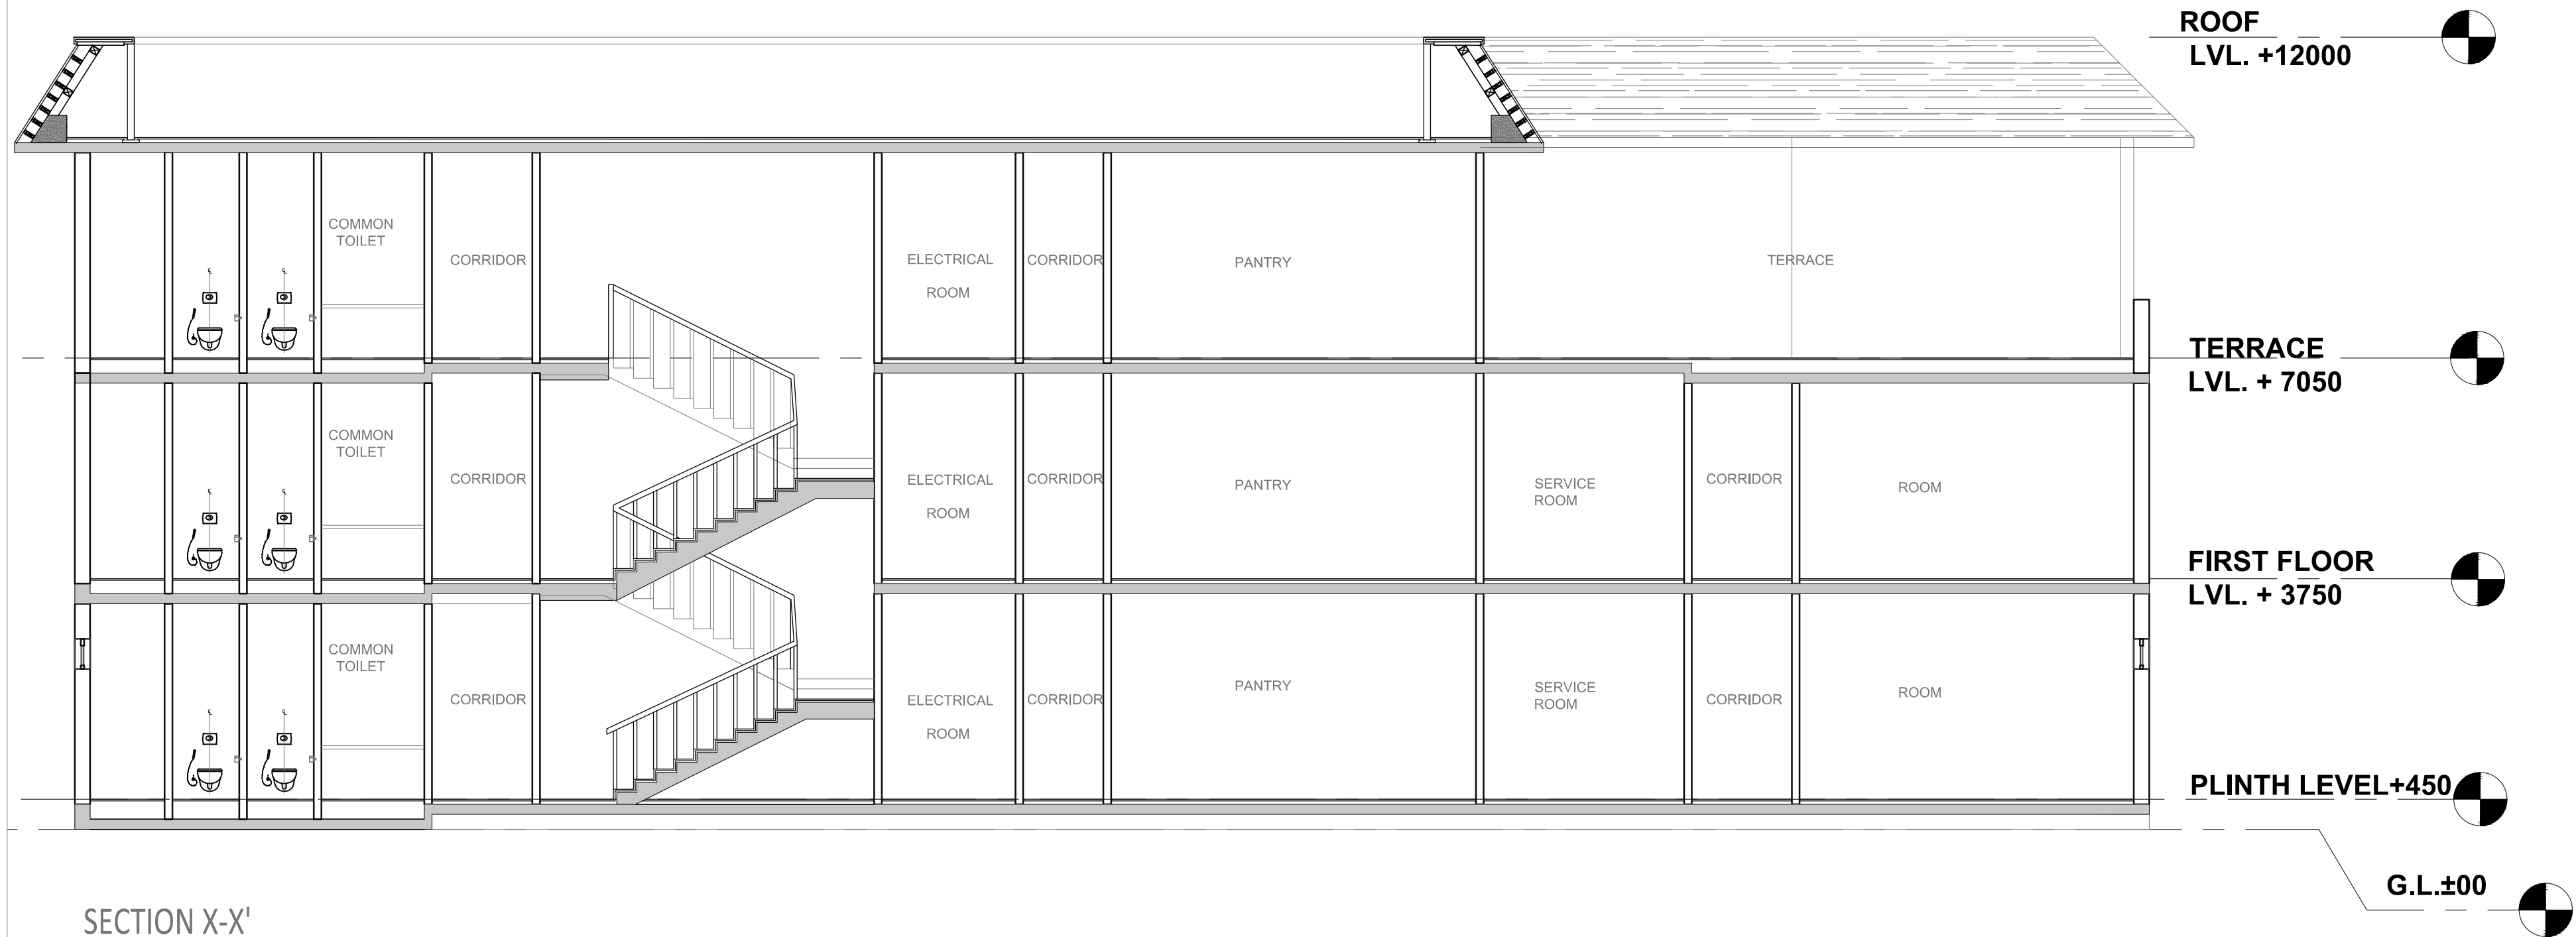 ROOF
LVL. +12000
COMMON
TOILET
CORRIDOR
ELECTRICAL
ROOM
CORRIDOR
PANTRY
TERRACE
TERRACE
LVL. + 7050
COMMON
TOILET
CORRIDOR
ELECTRICAL
ROOM
CORRIDOR
PANTRY
SERVICE
ROOM
CORRIDOR
ROOM
FIRST FLOOR
LVL. + 3750
COMMON
TOILET
CORRIDOR
ELECTRICAL
ROOM
CORRIDOR
PANTRY
SERVICE
ROOM
CORRIDOR
ROOM
PLINTH LEVEL+450
G.L.±00
SECTION X-X'